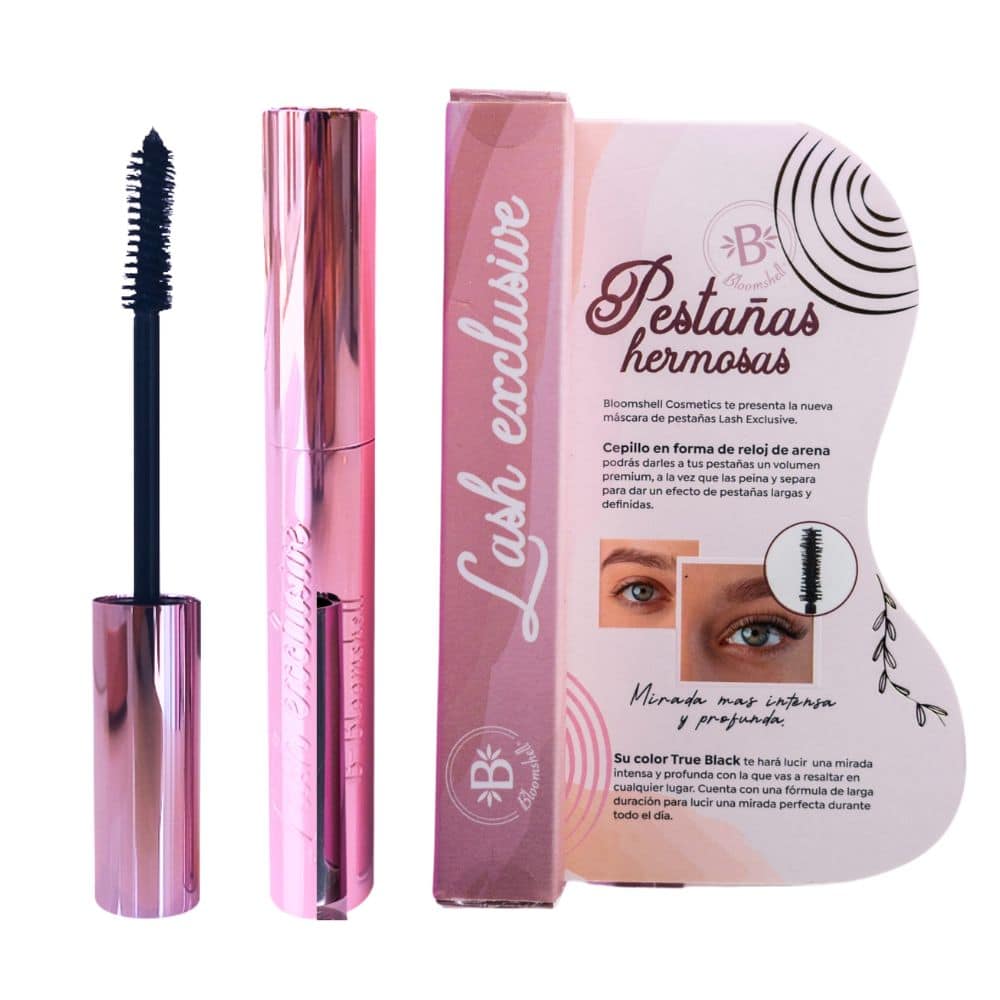 Lash exclusive
B-Bloomshell
Lash exclusive
B
Bloomshell
B
Bloomshell
Pestañas
hermosas
Bloomshell Cosmetics te presenta la nueva
máscara de pestañas Lash Exclusive.
Cepillo en forma de reloj de arena
podrás darles a tus pestañas un volumen
premium, a la vez que las peina y separa
para dar un efecto de pestañas largas y
definidas.
Mirada mas intensa
y profunda.
Su color True Black te hará lucir una mirada
intensa y profunda con la que vas a resaltar en
cualquier lugar. Cuenta con una fórmula de larga
duración para lucir una mirada perfecta durante
todo el día.